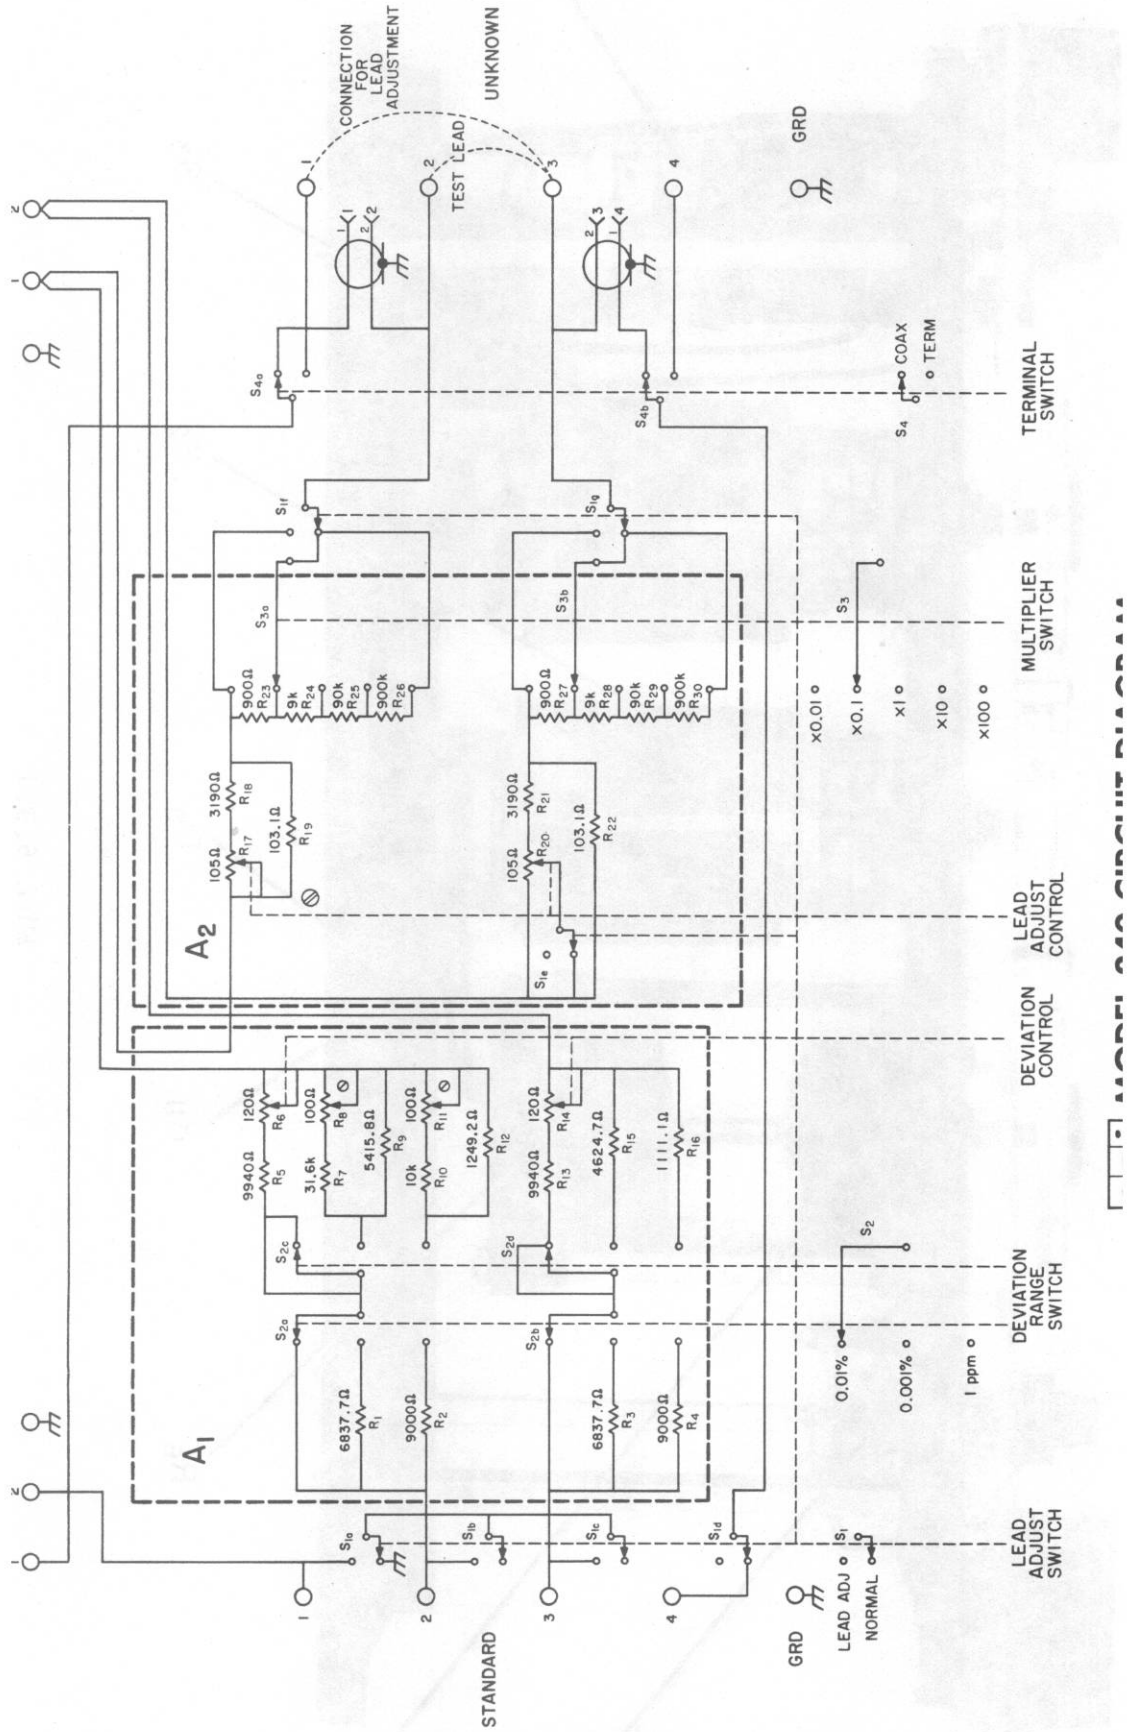 1
2
1
2
STANDARD
1
2
3
4
GRD
LEAD ADJ
NORMAL
S1
LEAD
ADJUST
SWITCH
S1a
S1b
S1c
S1d
A1
6837.7Ω
R1
9000Ω
R2
6837.7Ω
R3
9000Ω
R4
S2a
S2b
S2c
S2d
0.01%
0.001%
1 ppm
S2
DEVIATION
RANGE
SWITCH
9940Ω
R5
120Ω
R6
31.6k
R7
100Ω
R8
5415.8Ω
R9
10k
R10
100Ω
R11
1249.2Ω
R12
9940Ω
R13
120Ω
R14
4624.7Ω
R15
1111.1Ω
R16
DEVIATION
CONTROL
A2
105Ω
R17
3190Ω
R18
103.1Ω
R19
S1e
105Ω
R20
3190Ω
R21
103.1Ω
R22
LEAD
ADJUST
CONTROL
900Ω
R23
9k
R24
90k
R25
900k
R26
900Ω
R27
9k
R28
90k
R29
900k
R30
S3a
S3b
x0.01
x0.1
x1
x10
x100
S3
MULTIPLIER
SWITCH
S1f
S1g
S4a
S4b
S4
COAX
TERM
TERMINAL
SWITCH
1
2
1
2
2
1
3
4
1
2
3
4
TEST LEAD
CONNECTION
FOR
LEAD
ADJUSTMENT
UNKNOWN
GRD
CIRCUIT DIAGRAM